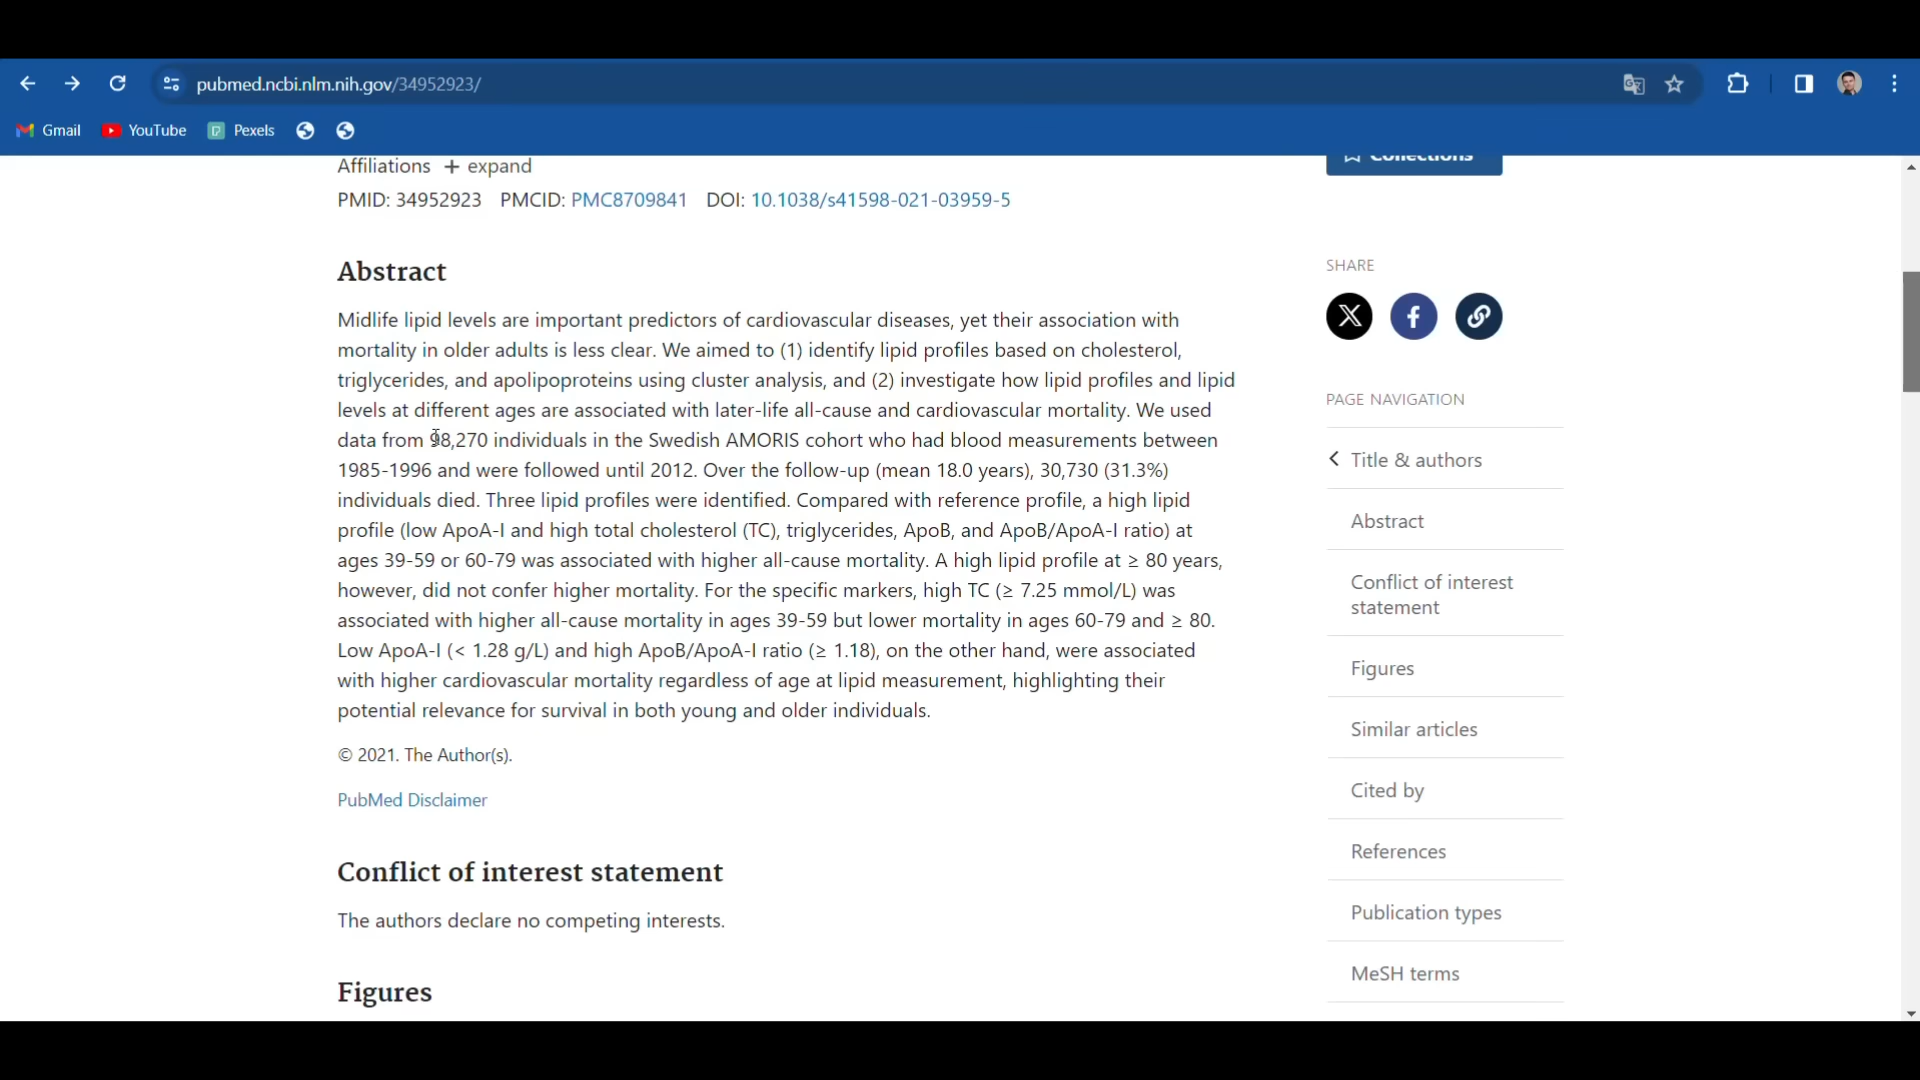 pubmed.ncbi.nlm.nih.gov/34952923/
Gmail YouTube Pexels
Affiliations + expand
Collections
PMID: 34952923 PMCID: PMC8709841 DOI: 10.1038/s41598-021-03959-5
SHARE
Abstract
Midlife lipid levels are important predictors of cardiovascular diseases, yet their association with
mortality in older adults is less clear. We aimed to (1) identify lipid profiles based on cholesterol,
triglycerides, and apolipoproteins using cluster analysis, and (2) investigate how lipid profiles and lipid
levels at different ages are associated with later-life all-cause and cardiovascular mortality. We used
data from 98,270 individuals in the Swedish AMORIS cohort who had blood measurements between
1985-1996 and were followed until 2012. Over the follow-up (mean 18.0 years), 30,730 (31.3%)
individuals died. Three lipid profiles were identified. Compared with reference profile, a high lipid
profile (low ApoA-I and high total cholesterol (TC), triglycerides, ApoB, and ApoB/ApoA-I ratio) at
ages 39-59 or 60-79 was associated with higher all-cause mortality. A high lipid profile at ≥ 80 years,
however, did not confer higher mortality. For the specific markers, high TC (≥ 7.25 mmol/L) was
associated with higher all-cause mortality in ages 39-59 but lower mortality in ages 60-79 and ≥ 80.
Low ApoA-I (< 1.28 g/L) and high ApoB/ApoA-I ratio (≥ 1.18), on the other hand, were associated
with higher cardiovascular mortality regardless of age at lipid measurement, highlighting their
potential relevance for survival in both young and older individuals.
© 2021. The Author(s).
PubMed Disclaimer
Conflict of interest statement
The authors declare no competing interests.
Figures
PAGE NAVIGATION
Title & authors
Abstract
Conflict of interest
statement
Figures
Similar articles
Cited by
References
Publication types
MeSH terms